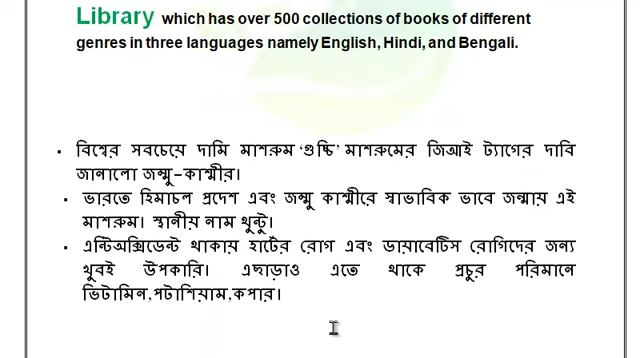 Library which has over 500 collections of books of different
genres in three languages namely English, Hindi, and Bengali.
▪ বিশ্বের সবচেয়ে দামি মাশরুম ‘গুচ্ছি’ মাশরুমের জিআই ট্যাগের দাবি
জানালো জম্মু-কাশ্মীর।
▪ ভারতে হিমাচল প্রদেশ এবং জম্মু কাশ্মীরে স্বাভাবিক ভাবে জন্মায় এই
মাশরুম। স্থানীয় নাম থুন্টু।
▪ এন্টিঅক্সিডেন্ট থাকায় হার্টের রোগ এবং ডায়াবেটিস রোগিদের জন্য
খুবই উপকারি। এছাড়াও এতে থাকে প্রচুর পরিমানে
ভিটামিন,পটাশিয়াম,কপার।